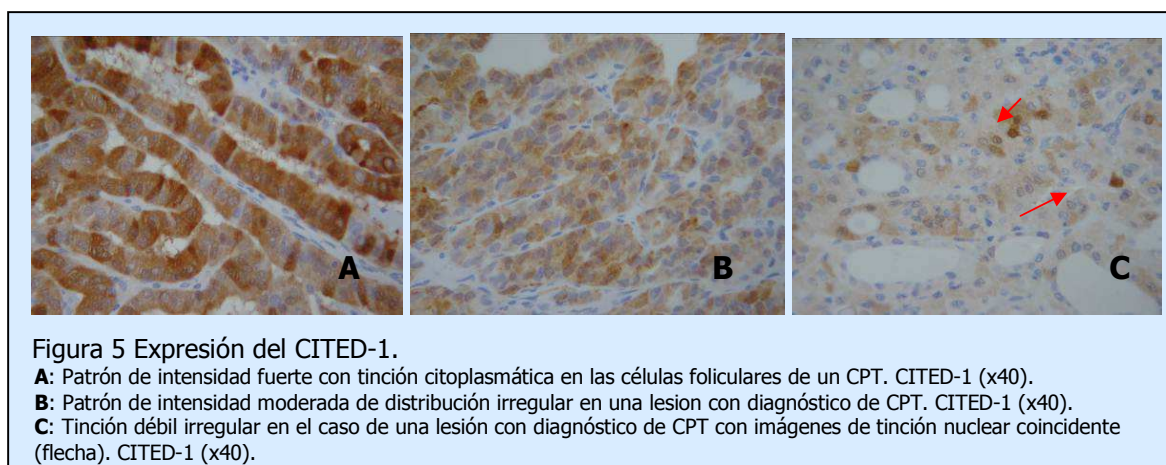 A B C
Figura 5 Expresión del CITED-1.
A: Patrón de intensidad fuerte con tinción citoplasmática en las células foliculares de un CPT. CITED-1 (x40).
B: Patrón de intensidad moderada de distribución irregular en una lesion con diagnóstico de CPT. CITED-1 (x40).
C: Tinción débil irregular en el caso de una lesión con diagnóstico de CPT con imágenes de tinción nuclear coincidente
(flecha). CITED-1 (x40).